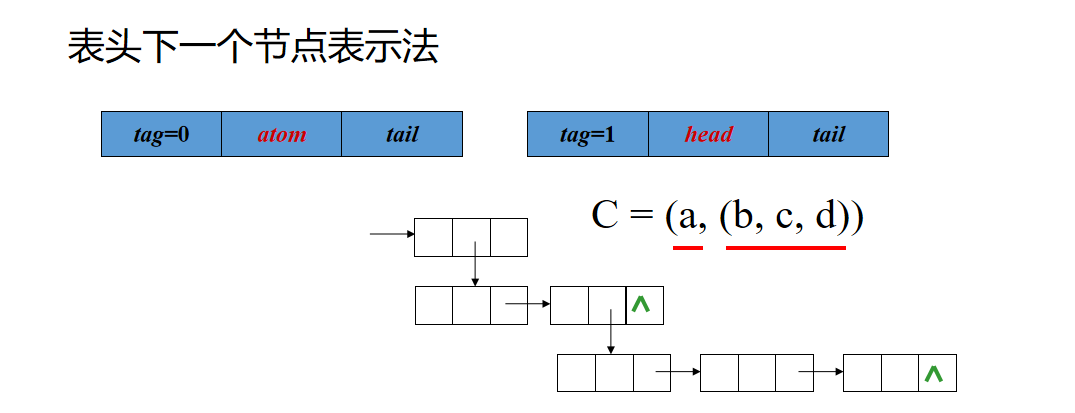 表头下一个节点表示法
tag=0 atom tail tag=1 head tail
C = (a, (b, c, d))
^
^